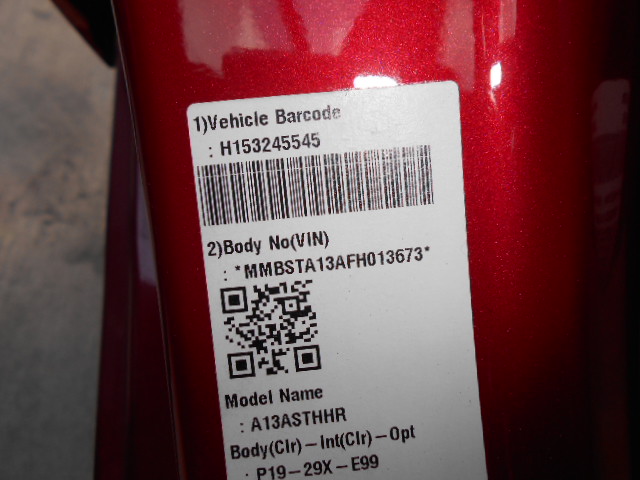 1)Vehicle Barcode
: H153245545
2)Body No(VIN)
: *MMBSTA13AFH013673*
Model Name
: A13ASTHHR
Body(Clr)–Int(Clr)–Opt
: P19–29X–E99